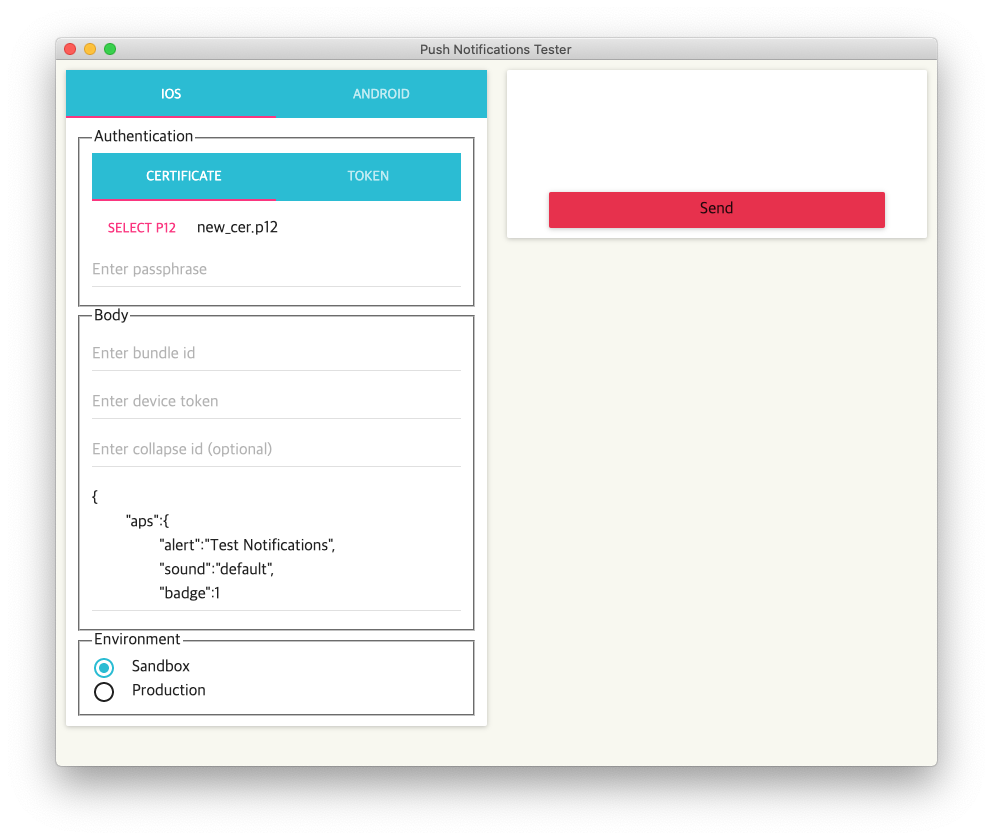 Push Notifications Tester
IOS ANDROID
Authentication
CERTIFICATE TOKEN
SELECT P12 new_cer.p12
Enter passphrase
Body
Enter bundle id
Enter device token
Enter collapse id (optional)
{
"aps":{
"alert":"Test Notifications",
"sound":"default",
"badge":1
Environment
Sandbox
Production
Send